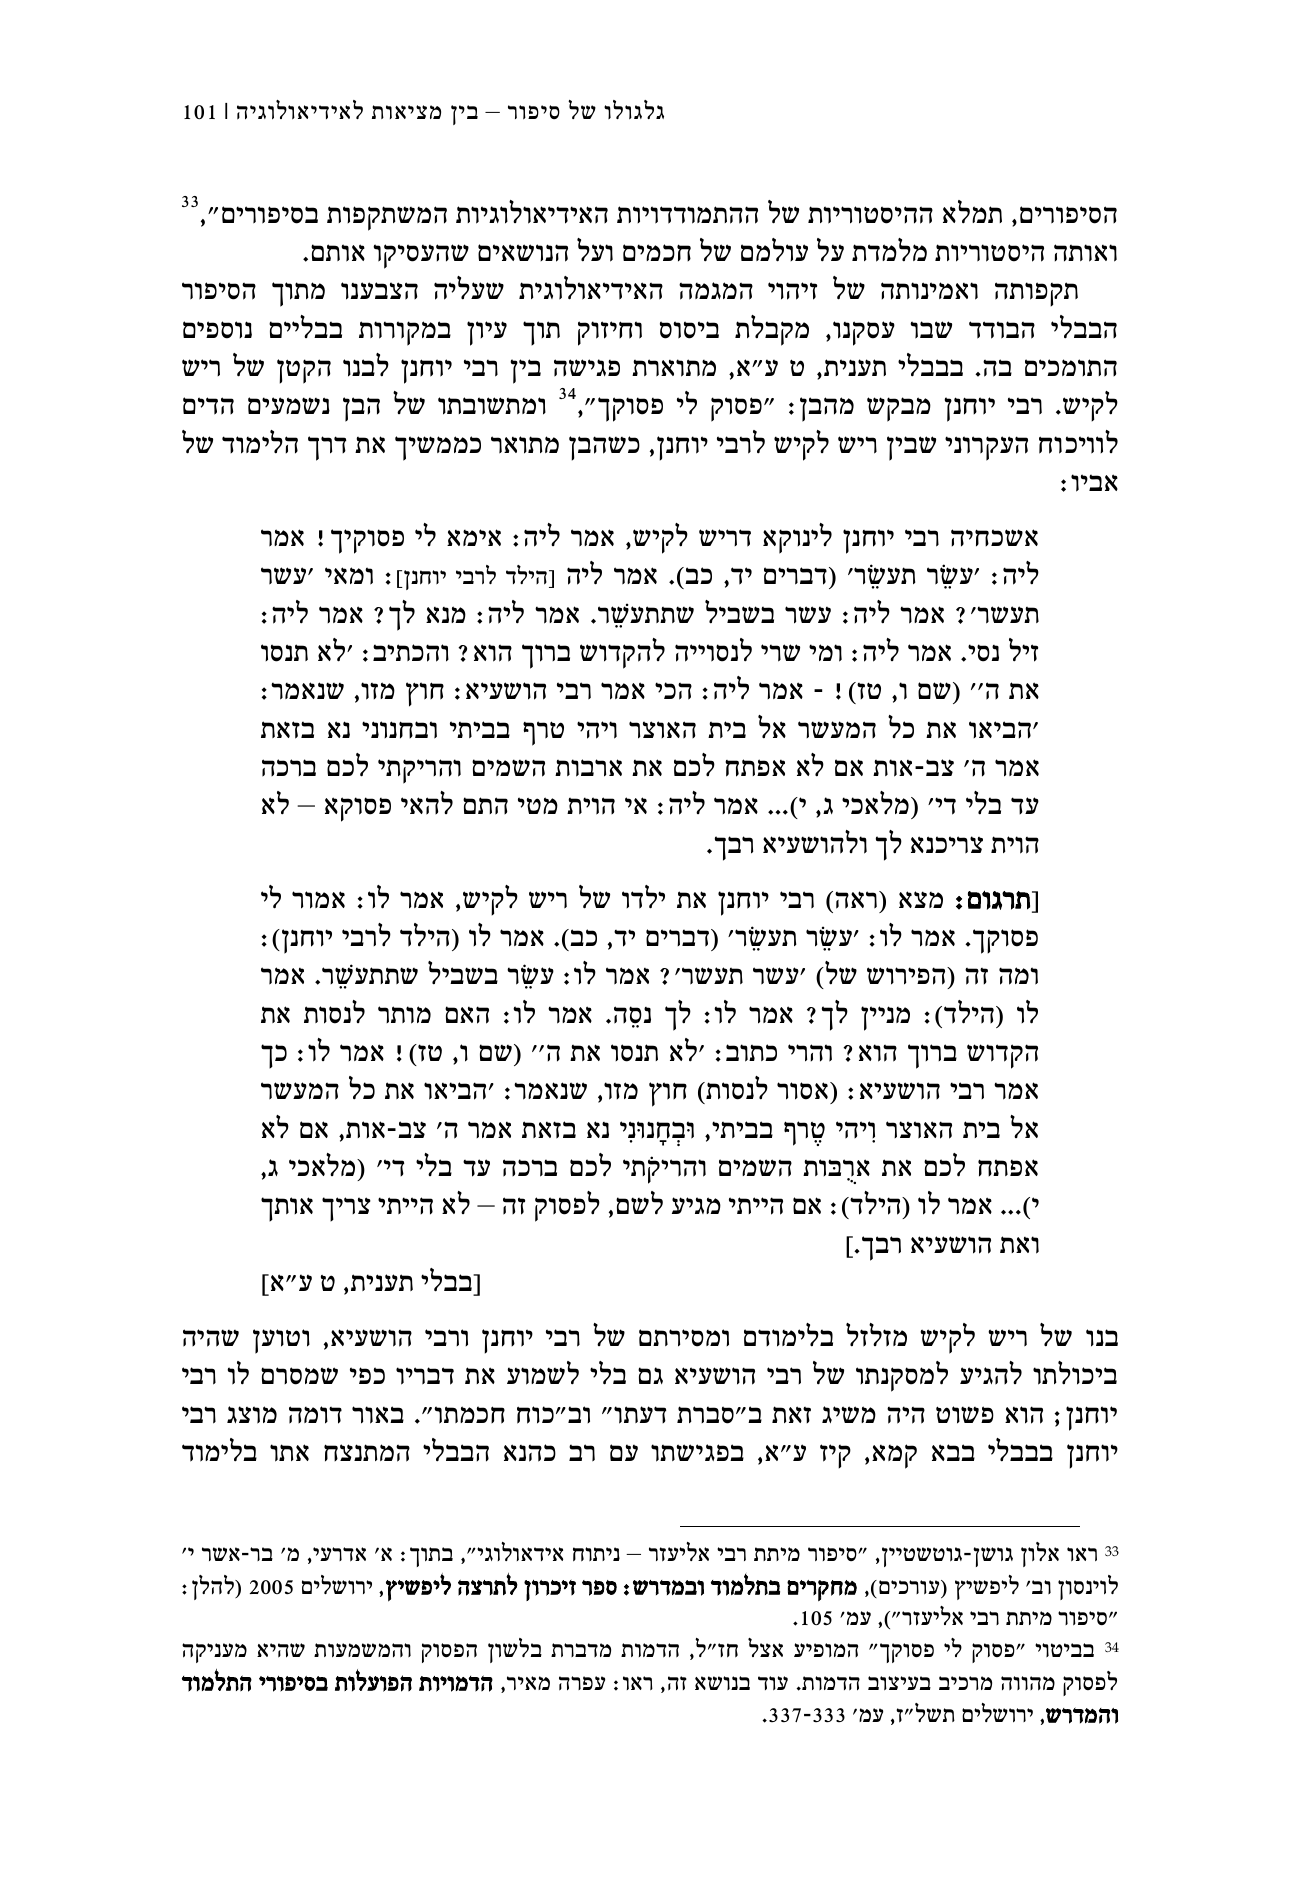 גלגולו של סיפור – בין מציאות לאידיאולוגיה | 101
הסיפורים, תמלא ההיסטוריות של ההתמודדויות האידיאולוגיות המשתקפות בסיפורים״,33
ואותה היסטוריות מלמדת על עולמם של חכמים ועל הנושאים שהעסיקו אותם.
תקפותה ואמינותה של זיהוי המגמה האידיאולוגית שעליה הצבענו מתוך הסיפור
הבבלי הבודד שבו עסקנו, מקבלת ביסוס וחיזוק תוך עיון במקורות בבליים נוספים
התומכים בה. בבבלי תענית, ט ע״א, מתוארת פגישה בין רבי יוחנן לבנו הקטן של ריש
לקיש. רבי יוחנן מבקש מהבן: ״פסוק לי פסוקך״,34 ומתשובתו של הבן נשמעים הדים
לוויכוח העקרוני שבין ריש לקיש לרבי יוחנן, כשהבן מתואר כממשיך את דרך הלימוד של
אביו:
אשכחיה רבי יוחנן לינוקא דריש לקיש, אמר ליה: אימא לי פסוקיך! אמר
ליה: ׳עשֵׂר תעשֵׂר׳ (דברים יד, כב). אמר ליה [הילד לרבי יוחנן]: ומאי ׳עשר
תעשר׳? אמר ליה: עשר בשביל שתתעשֵׁר. אמר ליה: מנא לך? אמר ליה:
זיל נסי. אמר ליה: ומי שרי לנסוייה להקדוש ברוך הוא? והכתיב: ׳לא תנסו
את ה׳׳ (שם ו, טז)! - אמר ליה: הכי אמר רבי הושעיא: חוץ מזו, שנאמר:
׳הביאו את כל המעשר אל בית האוצר ויהי טרף בביתי ובחנוני נא בזאת
אמר ה׳ צב-אות אם לא אפתח לכם את ארבות השמים והריקתי לכם ברכה
עד בלי די׳ (מלאכי ג, י)... אמר ליה: אי הוית מטי התם להאי פסוקא – לא
הוית צריכנא לך ולהושעיא רבך.
[תרגום: מצא (ראה) רבי יוחנן את ילדו של ריש לקיש, אמר לו: אמור לי
פסוקך. אמר לו: ׳עשֵׂר תעשֵׂר׳ (דברים יד, כב). אמר לו (הילד לרבי יוחנן):
ומה זה (הפירוש של) ׳עשר תעשר׳? אמר לו: עשֵׂר בשביל שתתעשֵׁר. אמר
לו (הילד): מניין לך? אמר לו: לך נסֵה. אמר לו: האם מותר לנסות את
הקדוש ברוך הוא? והרי כתוב: ׳לא תנסו את ה׳׳ (שם ו, טז)! אמר לו: כך
אמר רבי הושעיא: (אסור לנסות) חוץ מזו, שנאמר: ׳הביאו את כל המעשר
אל בית האוצר וִיהי טֶרף בביתי, וּבְחָנוּנִי נא בזאת אמר ה׳ צב-אות, אם לא
אפתח לכם את ארֻבּות השמים והריקֹתי לכם ברכה עד בלי די׳ (מלאכי ג,
י)... אמר לו (הילד): אם הייתי מגיע לשם, לפסוק זה – לא הייתי צריך אותך
ואת הושעיא רבך.]
[בבלי תענית, ט ע״א]
בנו של ריש לקיש מזלזל בלימודם ומסירתם של רבי יוחנן ורבי הושעיא, וטוען שהיה
ביכולתו להגיע למסקנתו של רבי הושעיא גם בלי לשמוע את דבריו כפי שמסרם לו רבי
יוחנן; הוא פשוט היה משיג זאת ב״סברת דעתו״ וב״כוח חכמתו״. באור דומה מוצג רבי
יוחנן בבבלי בבא קמא, קיז ע״א, בפגישתו עם רב כהנא הבבלי המתנצח אתו בלימוד
33 ראו אלון גושן-גוטשטיין, ״סיפור מיתת רבי אליעזר – ניתוח אידאולוגי״, בתוך: א׳ אדרעי, מ׳ בר-אשר י׳
לוינסון וב׳ ליפשיץ (עורכים), מחקרים בתלמוד ובמדרש: ספר זיכרון לתרצה ליפשיץ, ירושלים 2005 (להלן:
״סיפור מיתת רבי אליעזר״), עמ׳ 105.
34 בביטוי ״פסוק לי פסוקך״ המופיע אצל חז״ל, הדמות מדברת בלשון הפסוק והמשמעות שהיא מעניקה
לפסוק מהווה מרכיב בעיצוב הדמות. עוד בנושא זה, ראו: עפרה מאיר, הדמויות הפועלות בסיפורי התלמוד
והמדרש, ירושלים תשל״ז, עמ׳ 337-333.